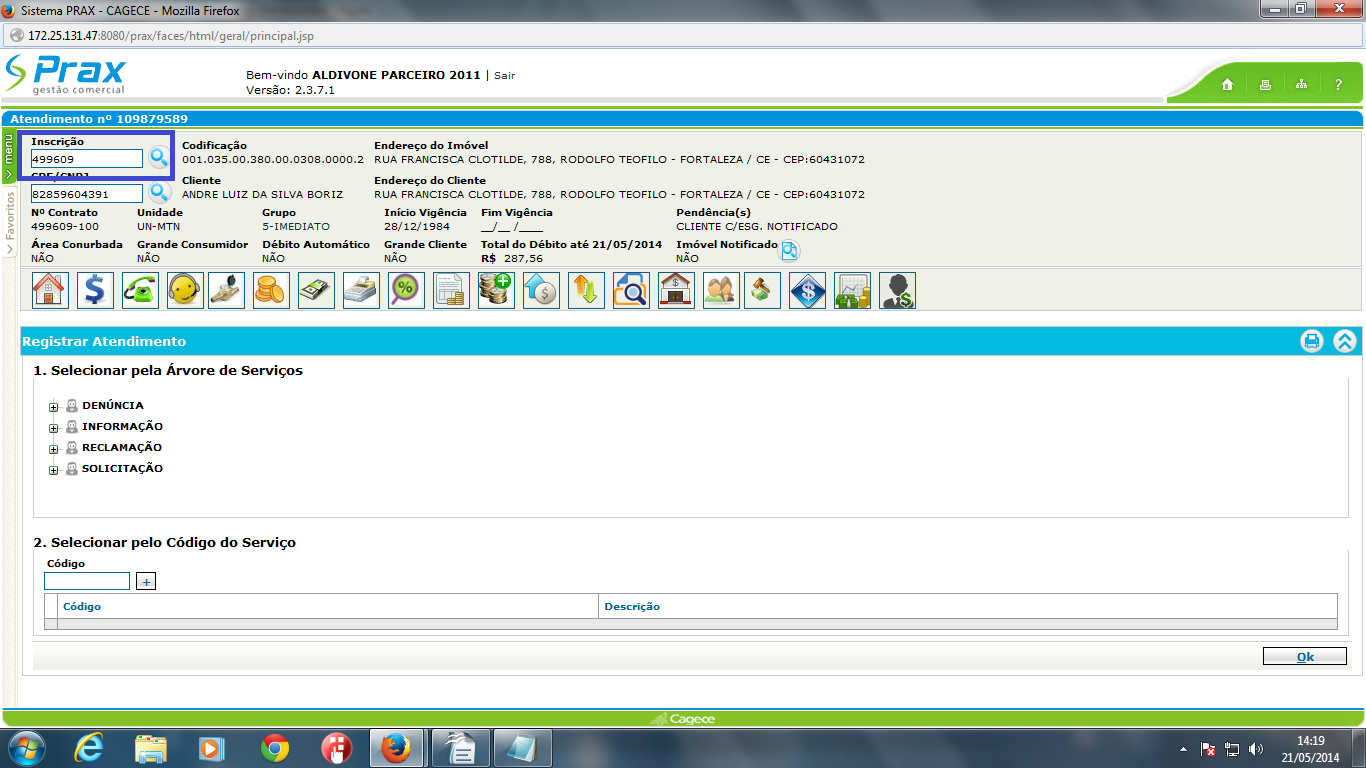 Sistema PRAX - CAGECE - Mozilla Firefox
172.25.131.47:8080/prax/faces/html/geral/principal.jsp
Prax
gestão comercial
Bem-vindo ALDIVONE PARCEIRO 2011 | Sair
Versão: 2.3.7.1
?
Atendimento nº 109879589
menu
Favoritos
Inscrição
499609
Codificação
001.035.00.380.00.0308.0000.2
Endereço do Imóvel
RUA FRANCISCA CLOTILDE, 788, RODOLFO TEOFILO - FORTALEZA / CE - CEP:60431072
CPF/CNPJ
82859604391
Cliente
ANDRE LUIZ DA SILVA BORIZ
Endereço do Cliente
RUA FRANCISCA CLOTILDE, 788, RODOLFO TEOFILO - FORTALEZA / CE - CEP:60431072
Nº Contrato Unidade Grupo Início Vigência Fim Vigência Pendência(s)
499609-100 UN-MTN 5-IMEDIATO 28/12/1984 __/__ /____ CLIENTE C/ESG. NOTIFICADO
Área Conurbada Grande Consumidor Débito Automático Grande Cliente Total do Débito até 21/05/2014 Imóvel Notificado
NÃO NÃO NÃO NÃO R$ 287,56 NÃO
Registrar Atendimento
1. Selecionar pela Árvore de Serviços
DENÚNCIA
INFORMAÇÃO
RECLAMAÇÃO
SOLICITAÇÃO
2. Selecionar pelo Código do Serviço
Código
+
Código Descrição
Ok
Cagece
14:19
21/05/2014